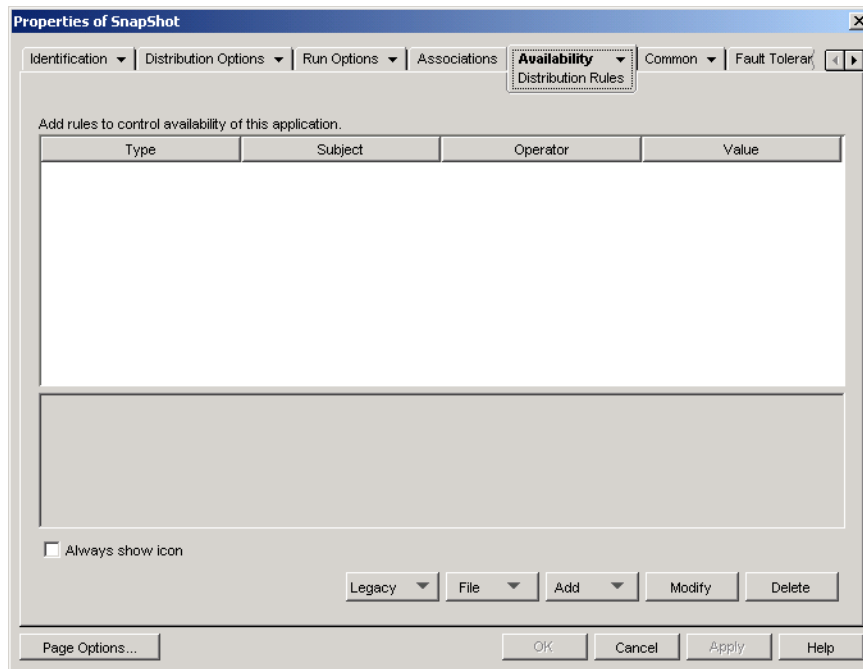 Properties of SnapShot
Identification Distribution Options Run Options Associations Availability Common Fault Toleran
Distribution Rules
Add rules to control availability of this application.
Type Subject Operator Value
Always show icon
Legacy File Add Modify Delete
Page Options... OK Cancel Apply Help